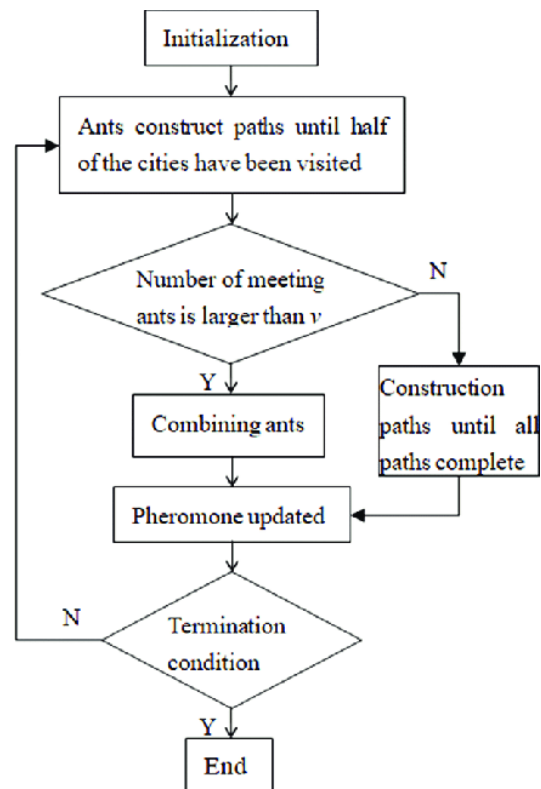 Initialization
Ants construct paths until half
of the cities have been visited
Number of meeting
ants is larger than v
N
Y
Construction
paths until all
paths complete
Combining ants
Pheromone updated
N
Termination
condition
Y
End